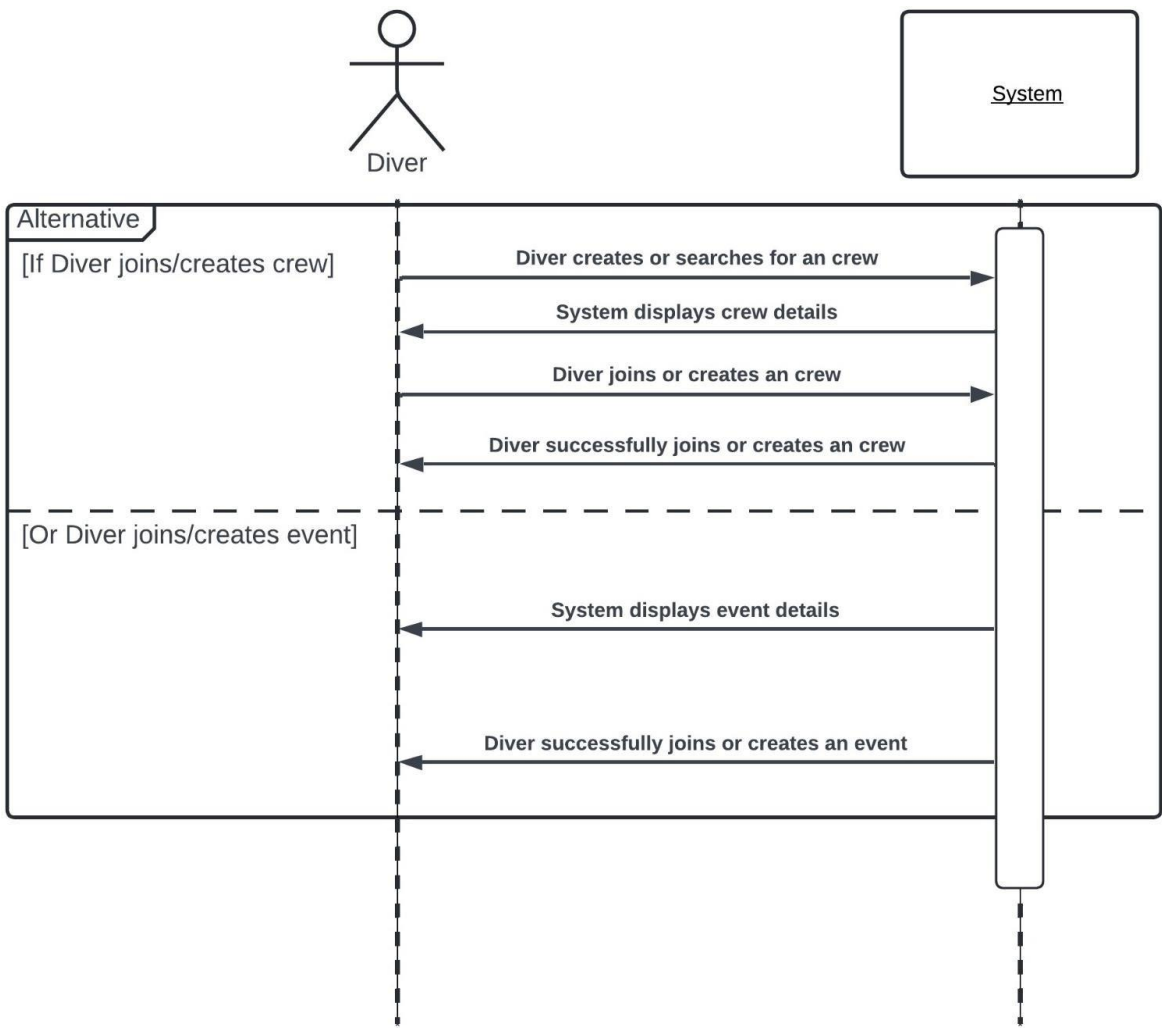 Diver
System
Alternative
[If Diver joins/creates crew]
Diver creates or searches for an crew
System displays crew details
Diver joins or creates an crew
Diver successfully joins or creates an crew
[Or Diver joins/creates event]
System displays event details
Diver successfully joins or creates an event